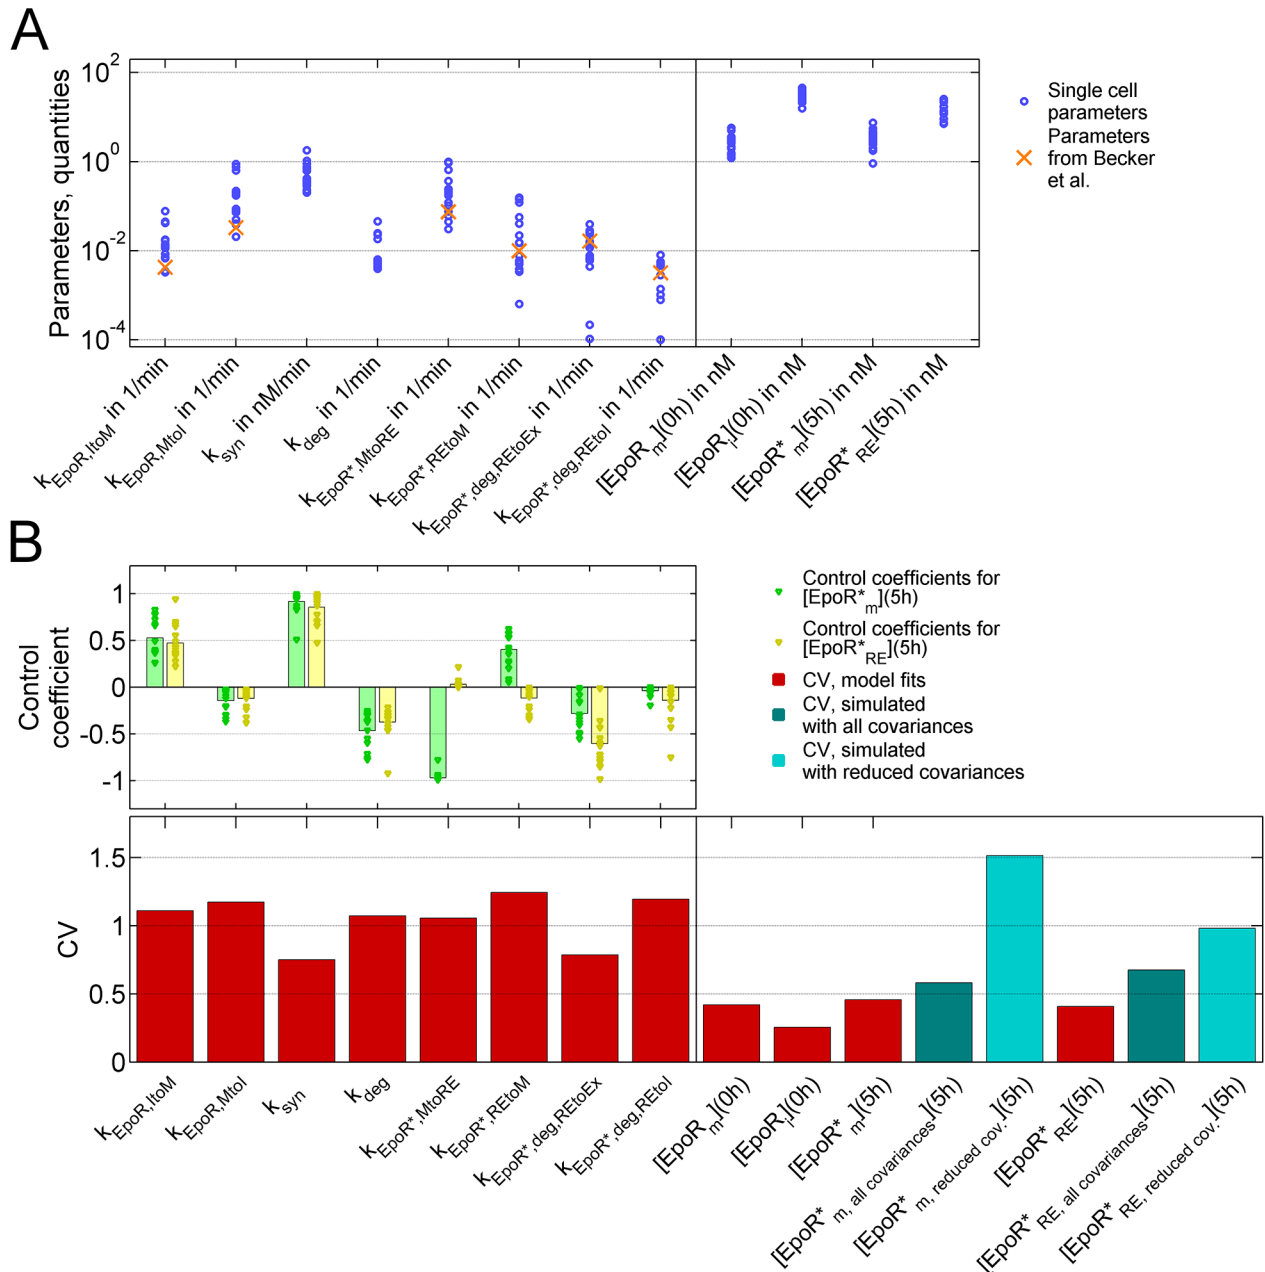 A
Parameters, quantities
10^2
10^0
10^-2
10^-4
k_EpoR,ItoM in 1/min
k_EpoR,MtoI in 1/min
k_syn in nM/min
k_deg in 1/min
k_EpoR*,MtoRE in 1/min
k_EpoR*,REtoM in 1/min
k_EpoR*,deg,REtoEx in 1/min
k_EpoR*,deg,REtoI in 1/min
[EpoR_m](0h) in nM
[EpoR_i](0h) in nM
[EpoR*_m](5h) in nM
[EpoR*_RE](5h) in nM
Single cell
parameters
Parameters
from Becker
et al.
B
Control
coefficient
1
0.5
0
-0.5
-1
Control coefficients for
[EpoR*_m](5h)
Control coefficients for
[EpoR*_RE](5h)
CV, model fits
CV, simulated
with all covariances
CV, simulated
with reduced covariances
CV
1.5
1
0.5
0
k_EpoR,ItoM
k_EpoR,MtoI
k_syn
k_deg
k_EpoR*,MtoRE
k_EpoR*,REtoM
k_EpoR*,deg,REtoEx
k_EpoR*,deg,REtoI
[EpoR_m](0h)
[EpoR_i](0h)
[EpoR*_m](5h)
[EpoR*_m, all covariances](5h)
[EpoR*_m, reduced cov.](5h)
[EpoR*_RE](5h)
[EpoR*_RE, all covariances](5h)
[EpoR*_RE, reduced cov.](5h)